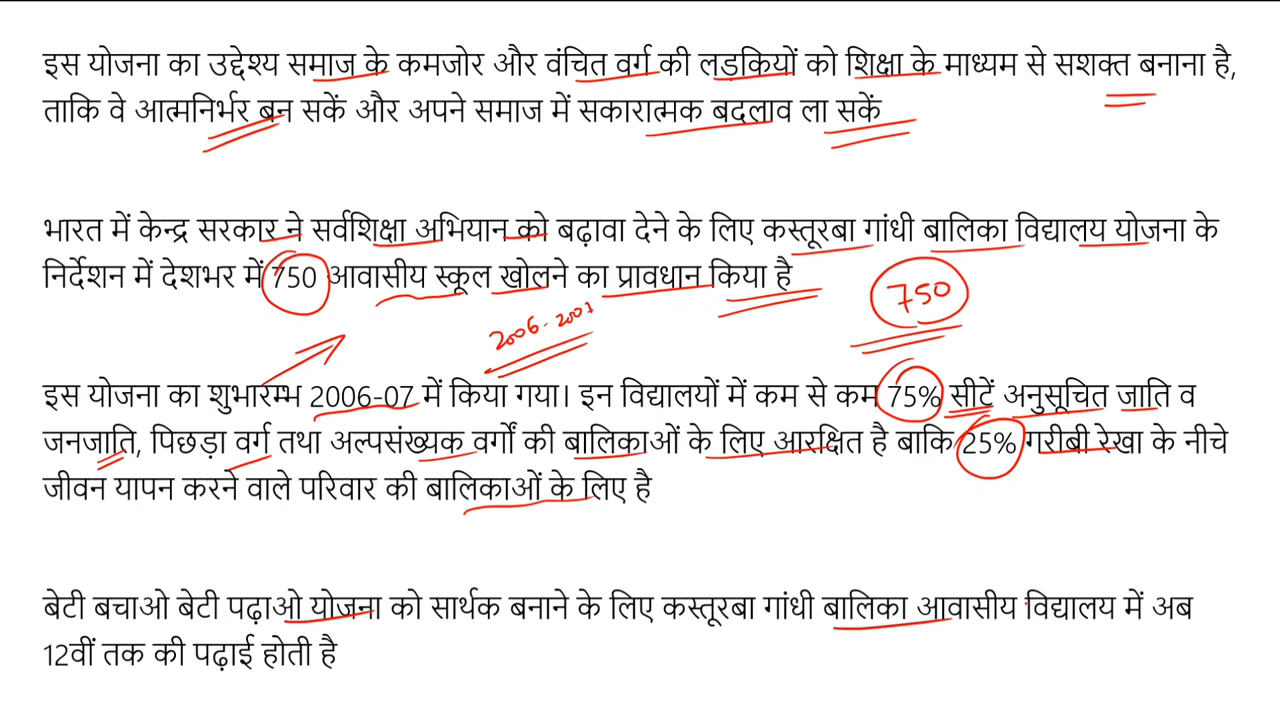 इस योजना का उद्देश्य समाज के कमजोर और वंचित वर्ग की लड़कियों को शिक्षा के माध्यम से सशक्त बनाना है,
ताकि वे आत्मनिर्भर बन सकें और अपने समाज में सकारात्मक बदलाव ला सकें
भारत में केन्द्र सरकार ने सर्वशिक्षा अभियान को बढ़ावा देने के लिए कस्तूरबा गांधी बालिका विद्यालय योजना के
निर्देशन में देशभर में 750 आवासीय स्कूल खोलने का प्रावधान किया है
750
2006-2007
इस योजना का शुभारम्भ 2006-07 में किया गया। इन विद्यालयों में कम से कम 75% सीटें अनुसूचित जाति व
जनजाति, पिछड़ा वर्ग तथा अल्पसंख्यक वर्गों की बालिकाओं के लिए आरक्षित है बाकि 25% गरीबी रेखा के नीचे
जीवन यापन करने वाले परिवार की बालिकाओं के लिए है
बेटी बचाओ बेटी पढ़ाओ योजना को सार्थक बनाने के लिए कस्तूरबा गांधी बालिका आवासीय विद्यालय में अब
12वीं तक की पढ़ाई होती है